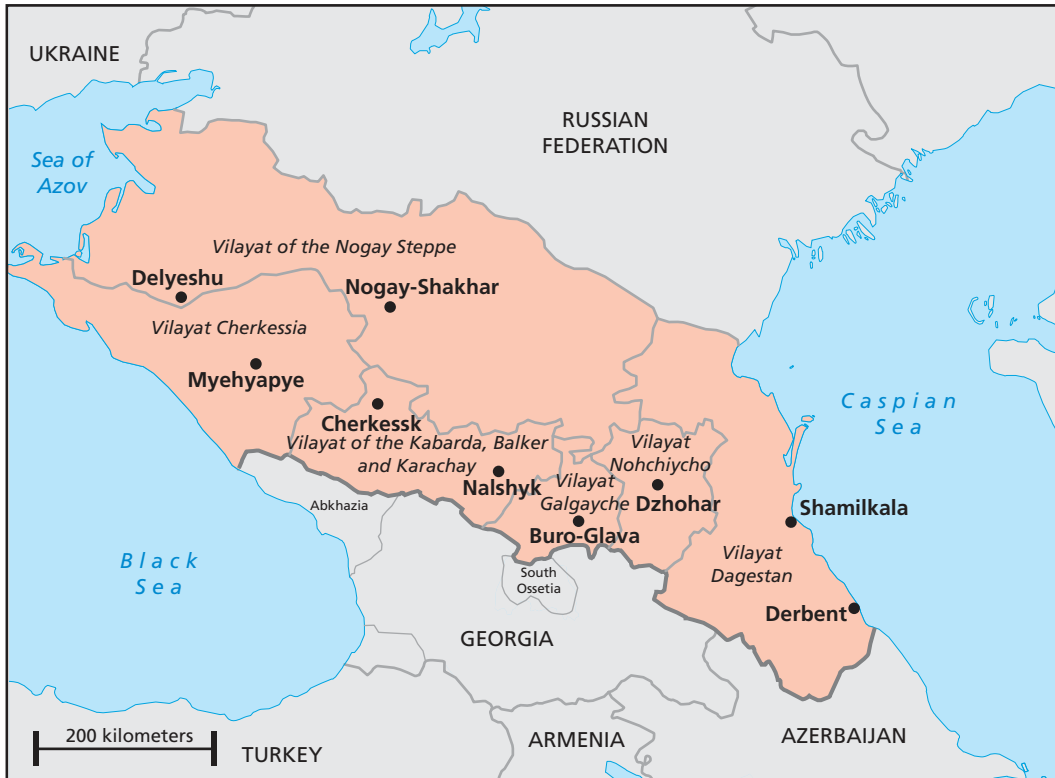 UKRAINE
RUSSIAN
FEDERATION
Sea of
Azov
Vilayat of the Nogay Steppe
Delyeshu
Nogay-Shakhar
Vilayat Cherkessia
Myehyapye
Cherkessk
Caspian
Sea
Vilayat of the Kabarda, Balker
and Karachay
Vilayat
Nohchiycho
Nalshyk
Vilayat
Galgayche
Dzhohar
Abkhazia
Shamilkala
Buro-Glava
Black
Sea
South
Ossetia
Vilayat
Dagestan
Derbent
GEORGIA
200 kilometers
TURKEY
ARMENIA
AZERBAIJAN